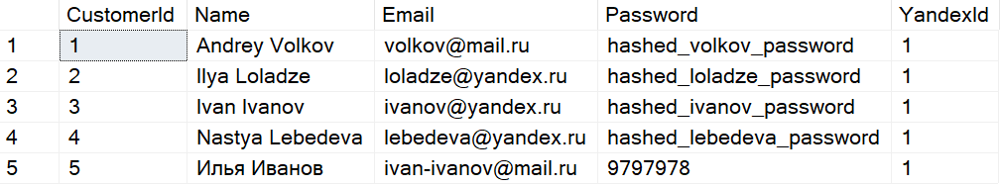 CustomerId Name Email Password YandexId
1 1 Andrey Volkov volkov@mail.ru hashed_volkov_password 1
2 2 Ilya Loladze loladze@yandex.ru hashed_loladze_password 1
3 3 Ivan Ivanov ivanov@yandex.ru hashed_ivanov_password 1
4 4 Nastya Lebedeva lebedeva@yandex.ru hashed_lebedeva_password 1
5 5 Илья Иванов ivan-ivanov@mail.ru 9797978 1